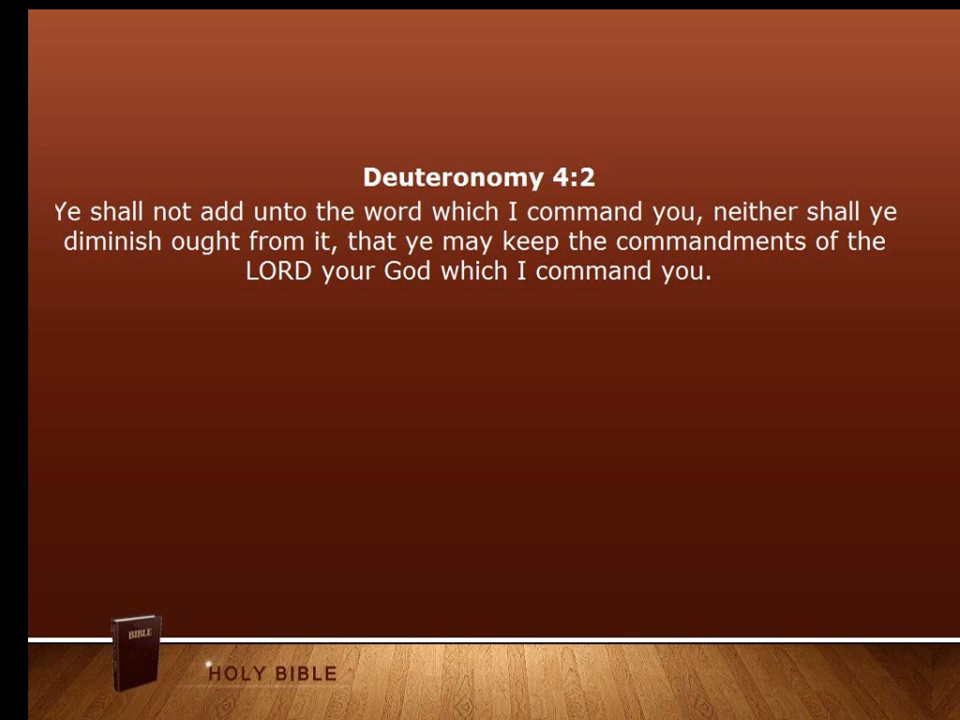 Deuteronomy 4:2
Ye shall not add unto the word which I command you, neither shall ye
diminish ought from it, that ye may keep the commandments of the
LORD your God which I command you.
BIBLE
HOLY BIBLE